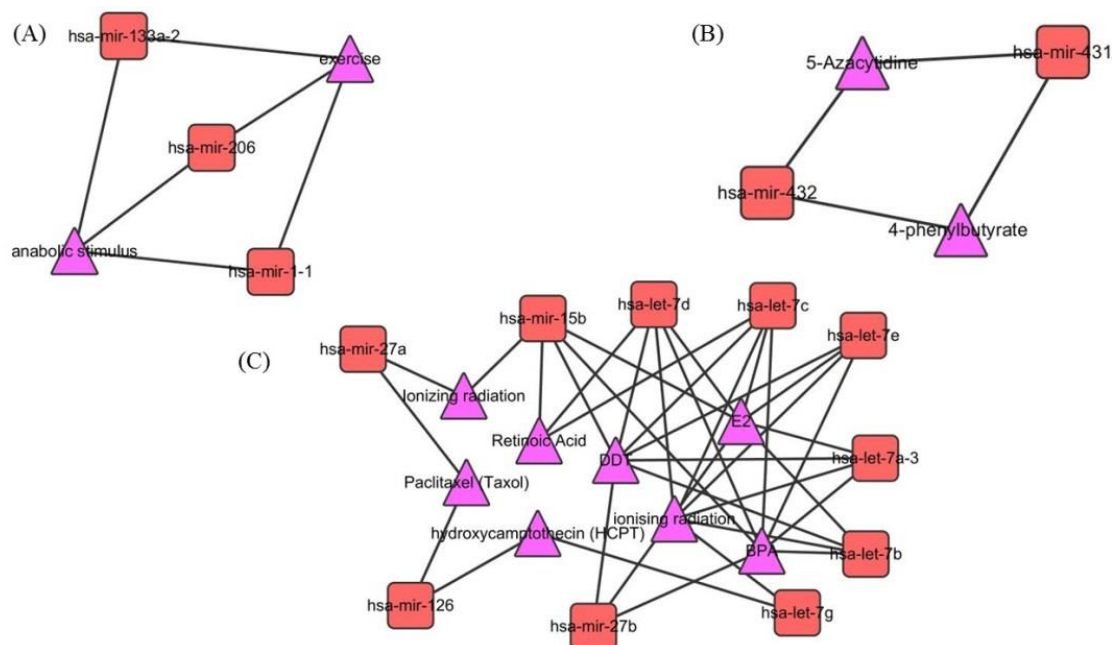 (A)
hsa-mir-133a-2
exercise
hsa-mir-206
anabolic stimulus
hsa-mir-1-1
(B)
5-Azacytidine
hsa-mir-431
hsa-mir-432
4-phenylbutyrate
(C)
hsa-mir-27a
hsa-mir-15b
hsa-let-7d
hsa-let-7c
hsa-let-7e
Ionizing radiation
Retinoic Acid
DDT
E2
hsa-let-7a-3
Paclitaxel (Taxol)
hydroxycamptothecin (HCPT)
ionising radiation
BPA
hsa-let-7b
hsa-mir-126
hsa-mir-27b
hsa-let-7g